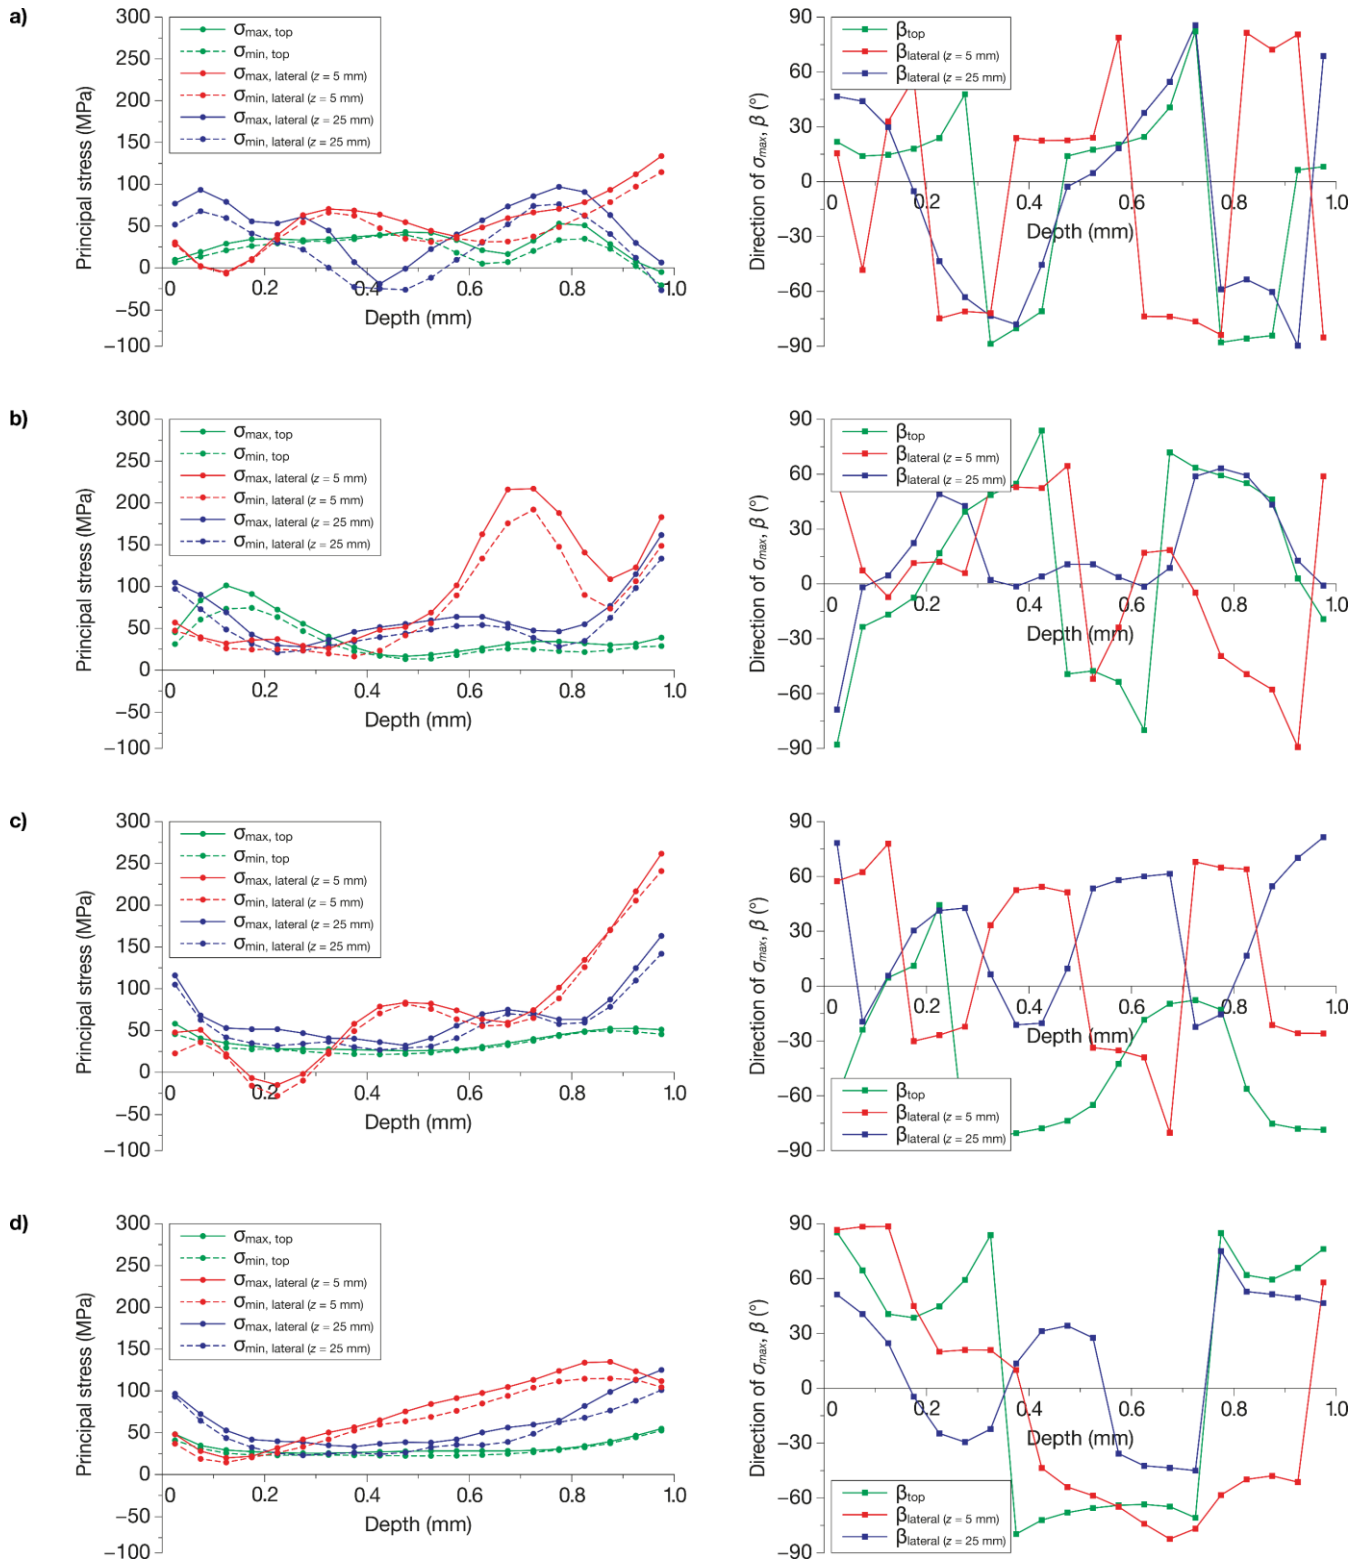 a)
300
250
200
150
100
50
0
−50
−100
Principal stress (MPa)
σmax, top
σmin, top
σmax, lateral (z = 5 mm)
σmin, lateral (z = 5 mm)
σmax, lateral (z = 25 mm)
σmin, lateral (z = 25 mm)
0 0.2 0.4 0.6 0.8 1.0
Depth (mm)
90
60
30
0
−30
−60
−90
Direction of σmax, β (°)
βtop
βlateral (z = 5 mm)
βlateral (z = 25 mm)
0 0.2 0.4 0.6 0.8 1.0
Depth (mm)
b)
300
250
200
150
100
50
0
−50
−100
Principal stress (MPa)
σmax, top
σmin, top
σmax, lateral (z = 5 mm)
σmin, lateral (z = 5 mm)
σmax, lateral (z = 25 mm)
σmin, lateral (z = 25 mm)
0 0.2 0.4 0.6 0.8 1.0
Depth (mm)
90
60
30
0
−30
−60
−90
Direction of σmax, β (°)
βtop
βlateral (z = 5 mm)
βlateral (z = 25 mm)
0 0.2 0.4 0.6 0.8 1.0
Depth (mm)
c)
300
250
200
150
100
50
0
−50
−100
Principal stress (MPa)
σmax, top
σmin, top
σmax, lateral (z = 5 mm)
σmin, lateral (z = 5 mm)
σmax, lateral (z = 25 mm)
σmin, lateral (z = 25 mm)
0 0.2 0.4 0.6 0.8 1.0
Depth (mm)
90
60
30
0
−30
−60
−90
Direction of σmax, β (°)
0 0.2 0.4 0.6 0.8 1.0
Depth (mm)
βtop
βlateral (z = 5 mm)
βlateral (z = 25 mm)
d)
300
250
200
150
100
50
0
−50
−100
Principal stress (MPa)
σmax, top
σmin, top
σmax, lateral (z = 5 mm)
σmin, lateral (z = 5 mm)
σmax, lateral (z = 25 mm)
σmin, lateral (z = 25 mm)
0 0.2 0.4 0.6 0.8 1.0
Depth (mm)
90
60
30
0
−30
−60
−90
Direction of σmax, β (°)
0 0.2 0.4 0.6 0.8 1.0
Depth (mm)
βtop
βlateral (z = 5 mm)
βlateral (z = 25 mm)